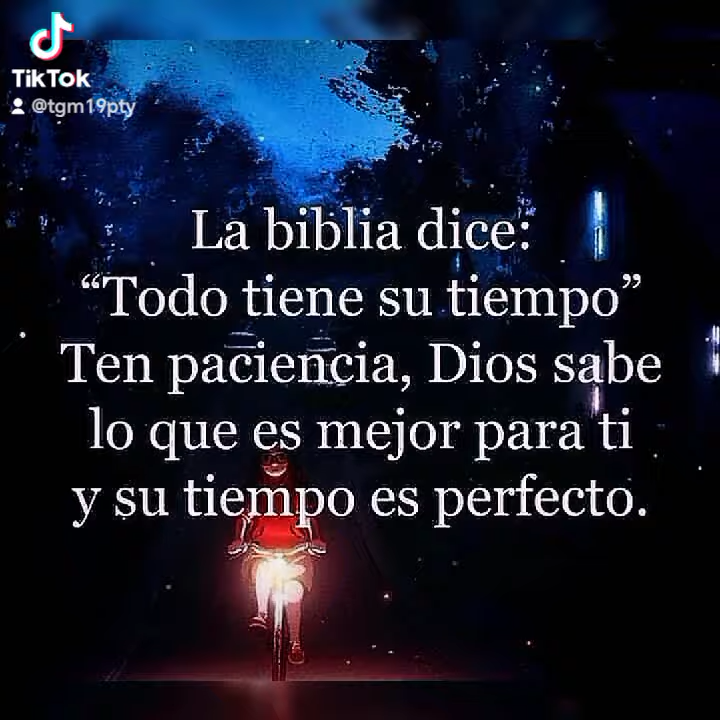 TikTok
@tgm19pty
La biblia dice:
“Todo tiene su tiempo”
Ten paciencia, Dios sabe
lo que es mejor para ti
y su tiempo es perfecto.